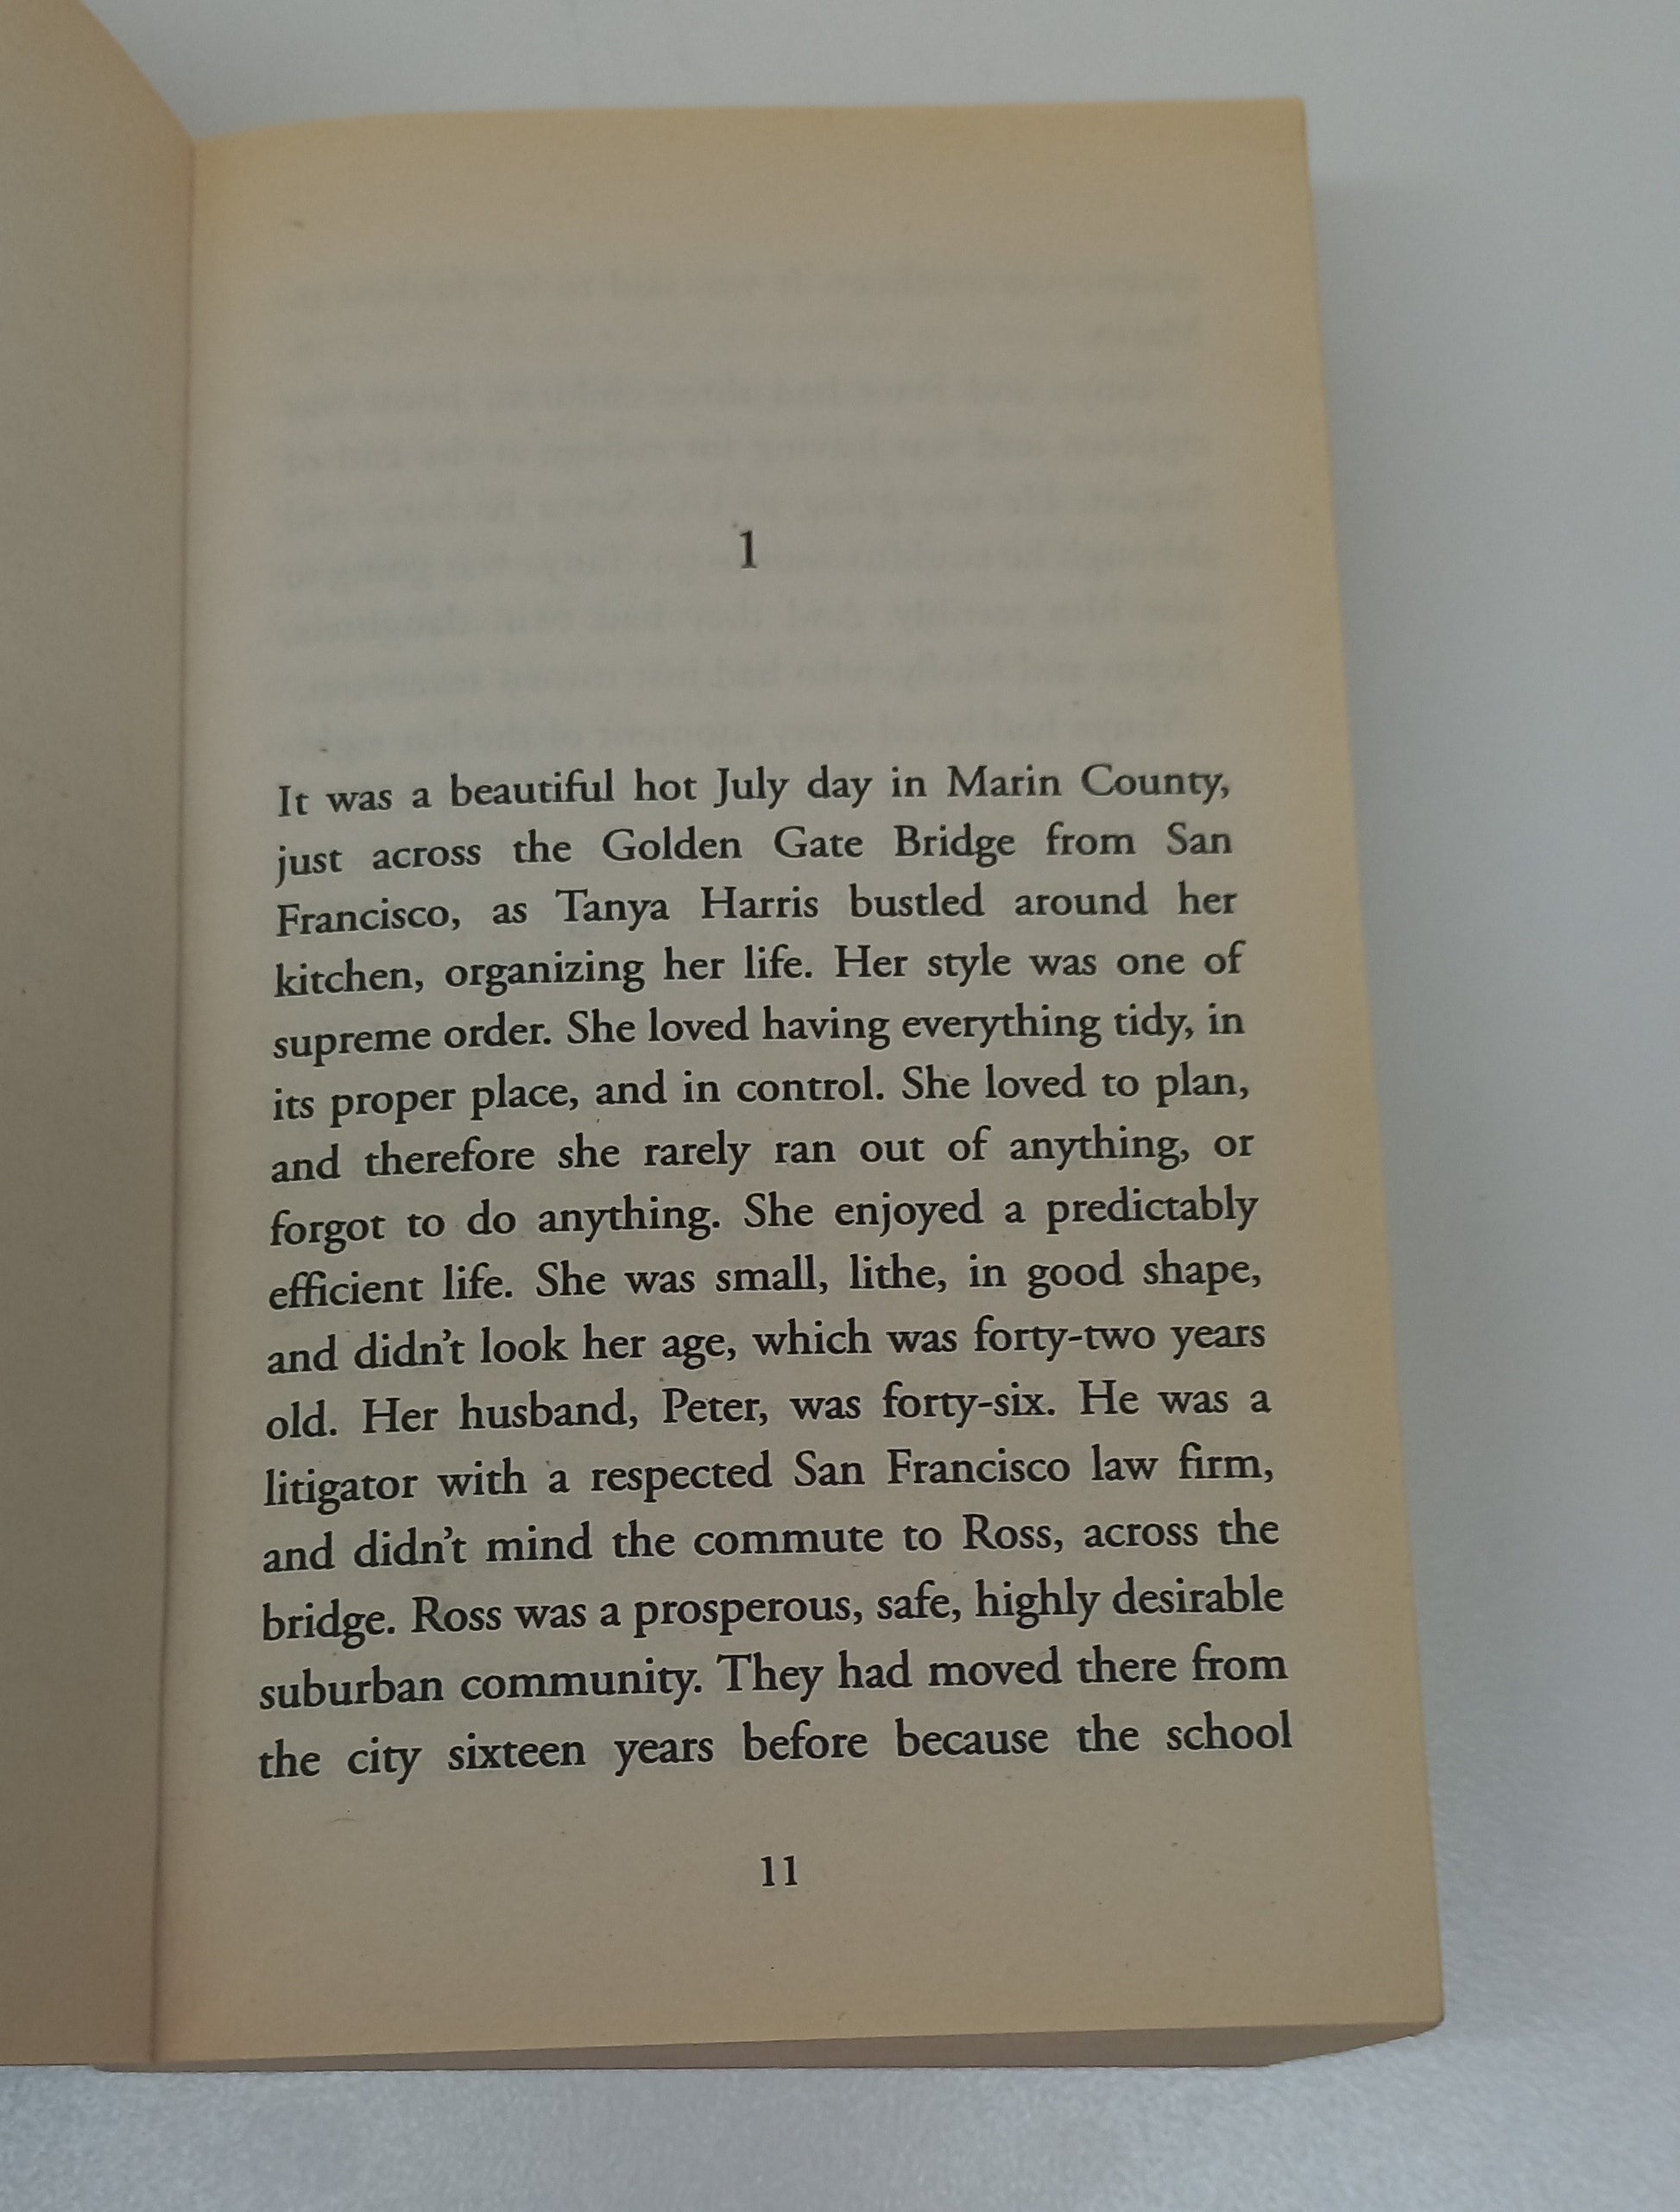 1
It was a beautiful hot July day in Marin County,
just across the Golden Gate Bridge from San
Francisco, as Tanya Harris bustled around her
kitchen, organizing her life. Her style was one of
supreme order. She loved having everything tidy, in
its proper place, and in control. She loved to plan,
and therefore she rarely ran out of anything, or
forgot to do anything. She enjoyed a predictably
efficient life. She was small, lithe, in good shape,
and didn't look her age, which was forty-two years
old. Her husband, Peter, was forty-six. He was a
litigator with a respected San Francisco law firm,
and didn't mind the commute to Ross, across the
bridge. Ross was a prosperous, safe, highly desirable
suburban community. They had moved there from
the city sixteen years before because the school
11